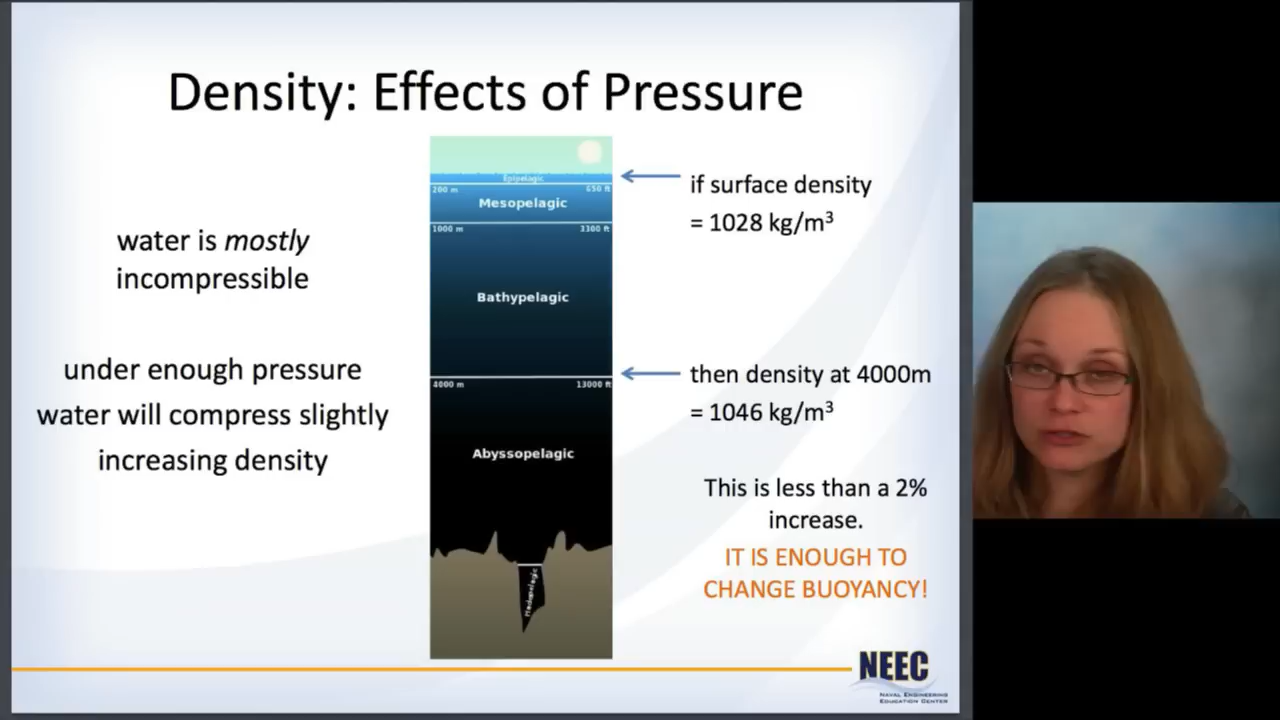 Density: Effects of Pressure
water is mostly
incompressible
under enough pressure
water will compress slightly
increasing density
Epipelagic
200 m 650 ft
Mesopelagic
1000 m 3300 ft
Bathypelagic
4000 m 13000 ft
Abyssopelagic
Hadopelagic
if surface density
= 1028 kg/m³
then density at 4000m
= 1046 kg/m³
This is less than a 2%
increase.
IT IS ENOUGH TO
CHANGE BUOYANCY!
NEEC
NAVAL ENGINEERING
EDUCATION CENTER